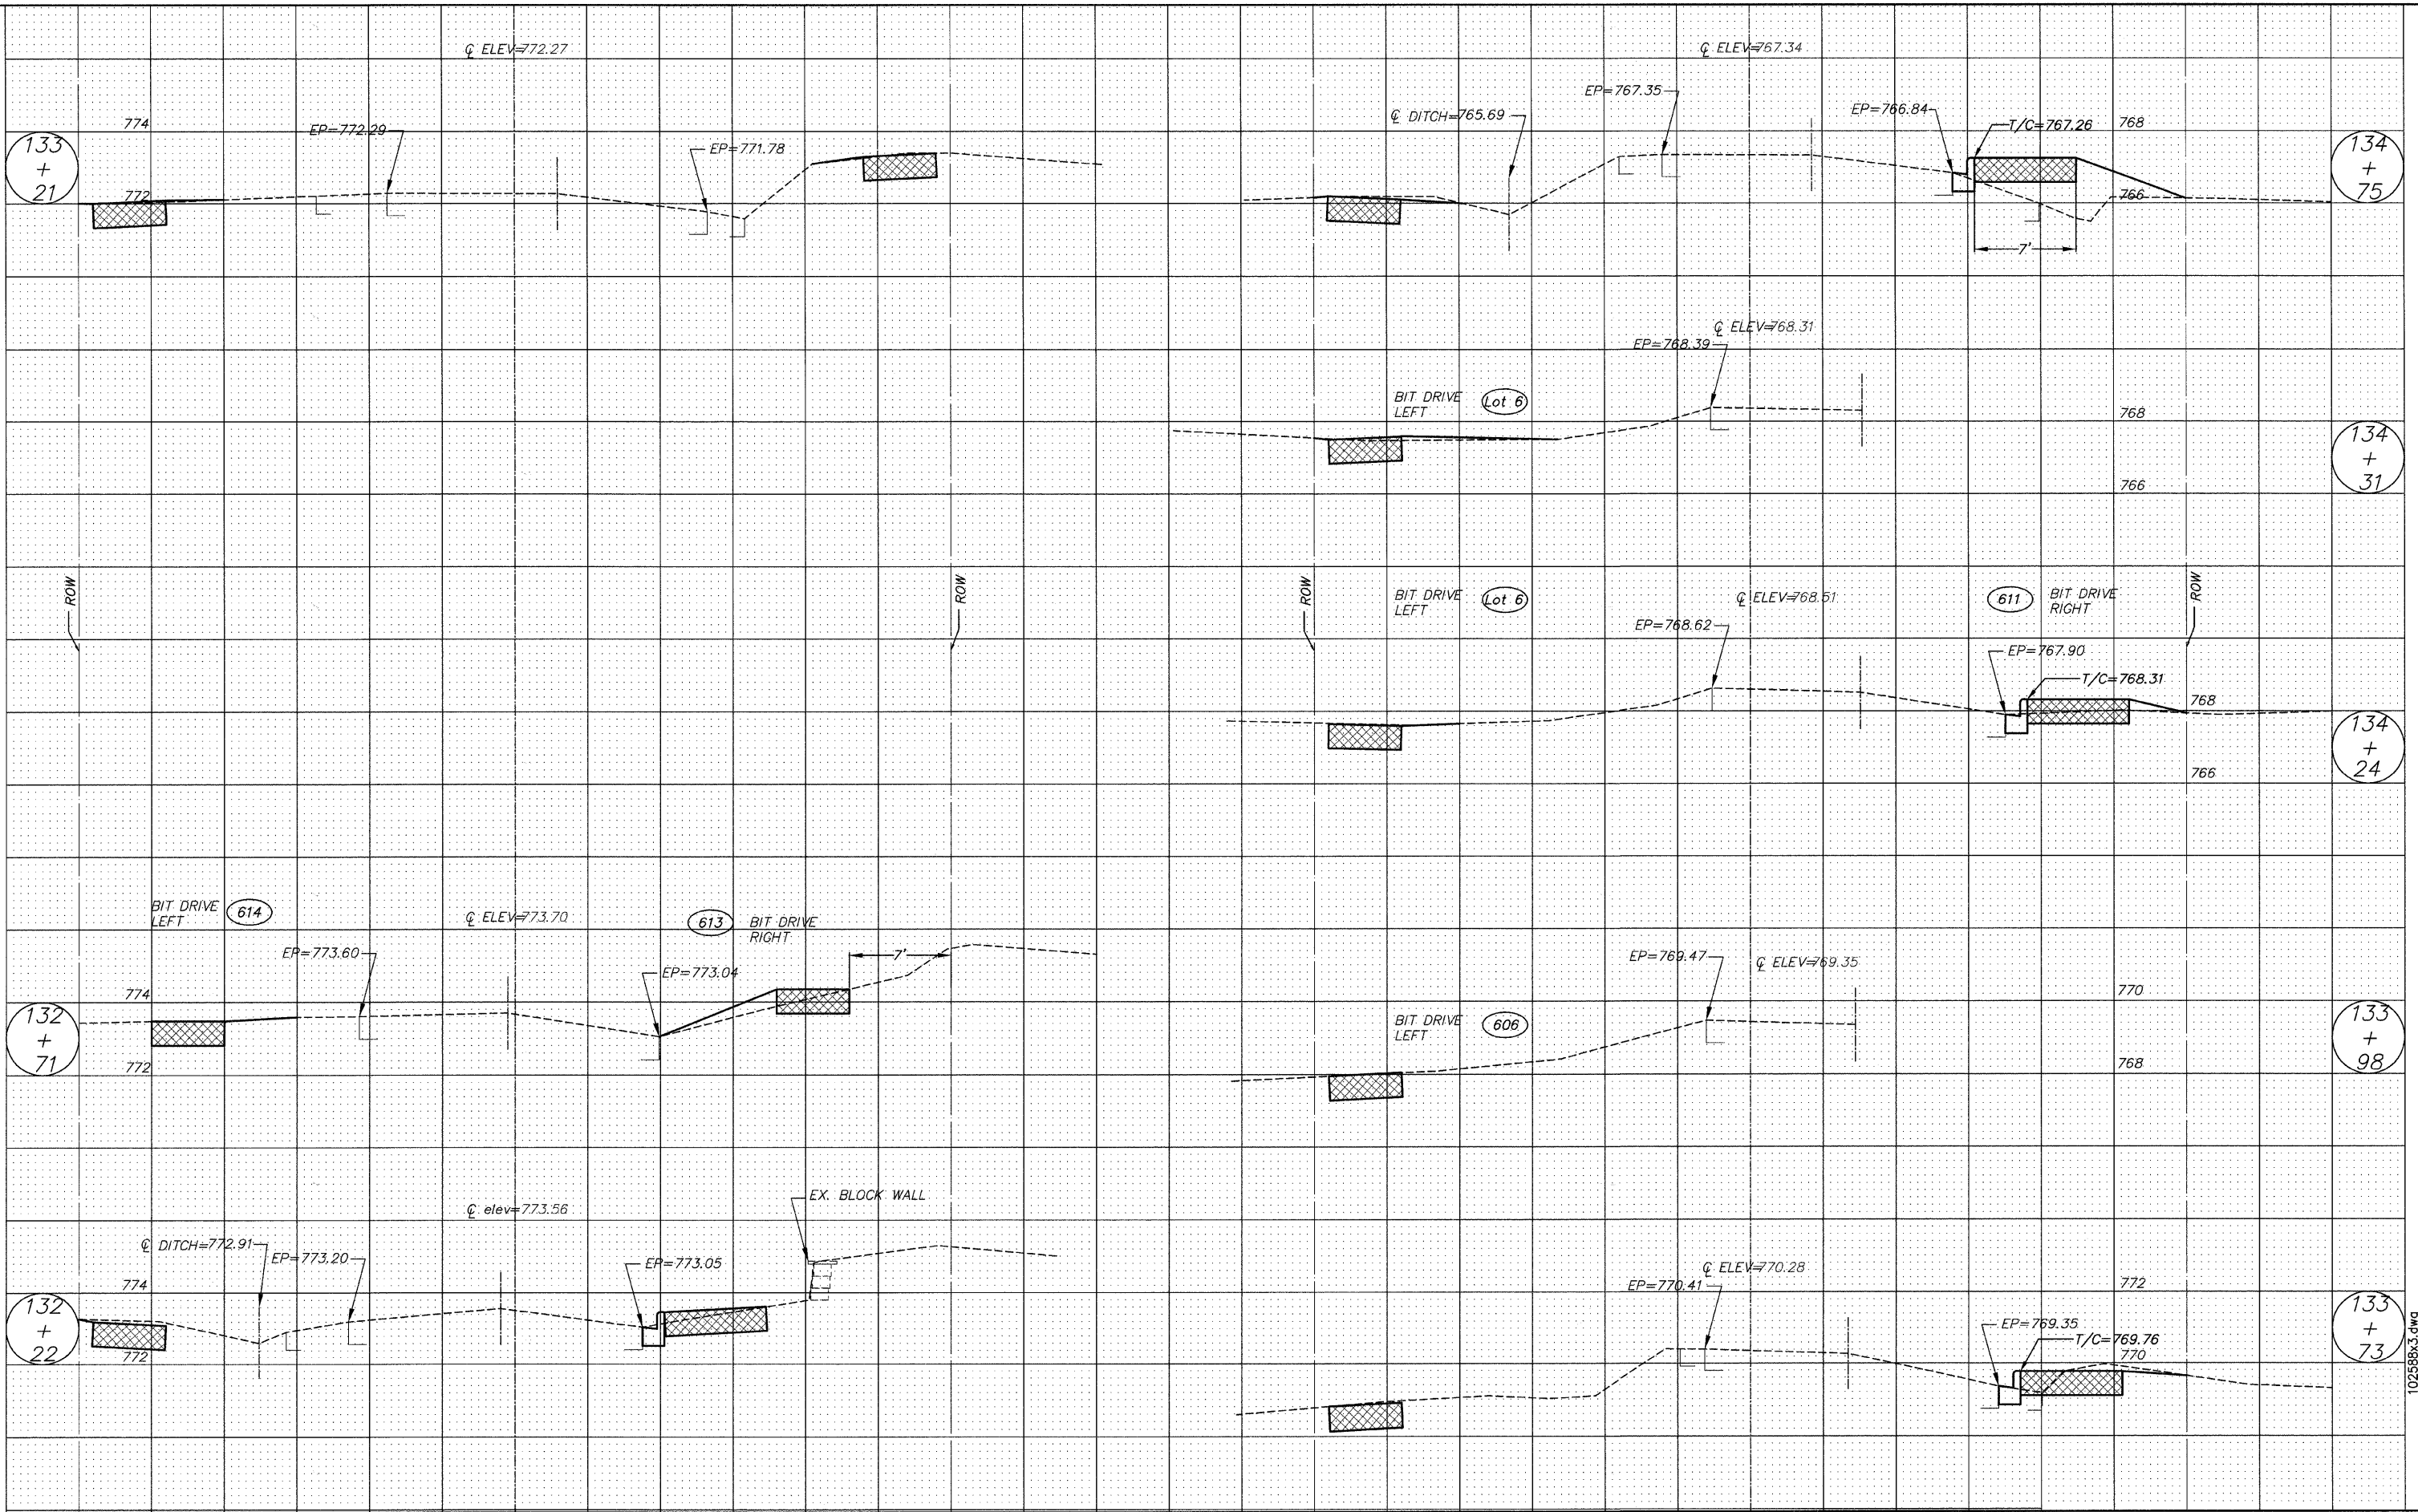 ℄ ELEV=772.27
774
EP=772.29
EP=771.78
133
+
21
772
℄ ELEV=767.34
EP=767.35
℄ DITCH=765.69
EP=766.84
T/C=767.26
768
134
+
75
766
7'
℄ ELEV=768.31
EP=768.39
BIT DRIVE
LEFT
Lot 6
768
134
+
31
766
ROW
ROW
ROW
BIT DRIVE
LEFT
Lot 6
℄ ELEV=768.51
EP=768.62
611
BIT DRIVE
RIGHT
ROW
EP=767.90
T/C=768.31
768
134
+
24
766
BIT DRIVE
LEFT
614
℄ ELEV=773.70
613
BIT DRIVE
RIGHT
EP=773.60
EP=773.04
7'
774
132
+
71
772
EP=769.47
℄ ELEV=769.35
BIT DRIVE
LEFT
606
770
133
+
98
768
EX. BLOCK WALL
℄ elev=773.56
℄ DITCH=772.91
EP=773.20
EP=773.05
774
132
+
22
772
℄ ELEV=770.28
EP=770.41
772
EP=769.35
T/C=769.76
770
133
+
73
102588x3.dwg